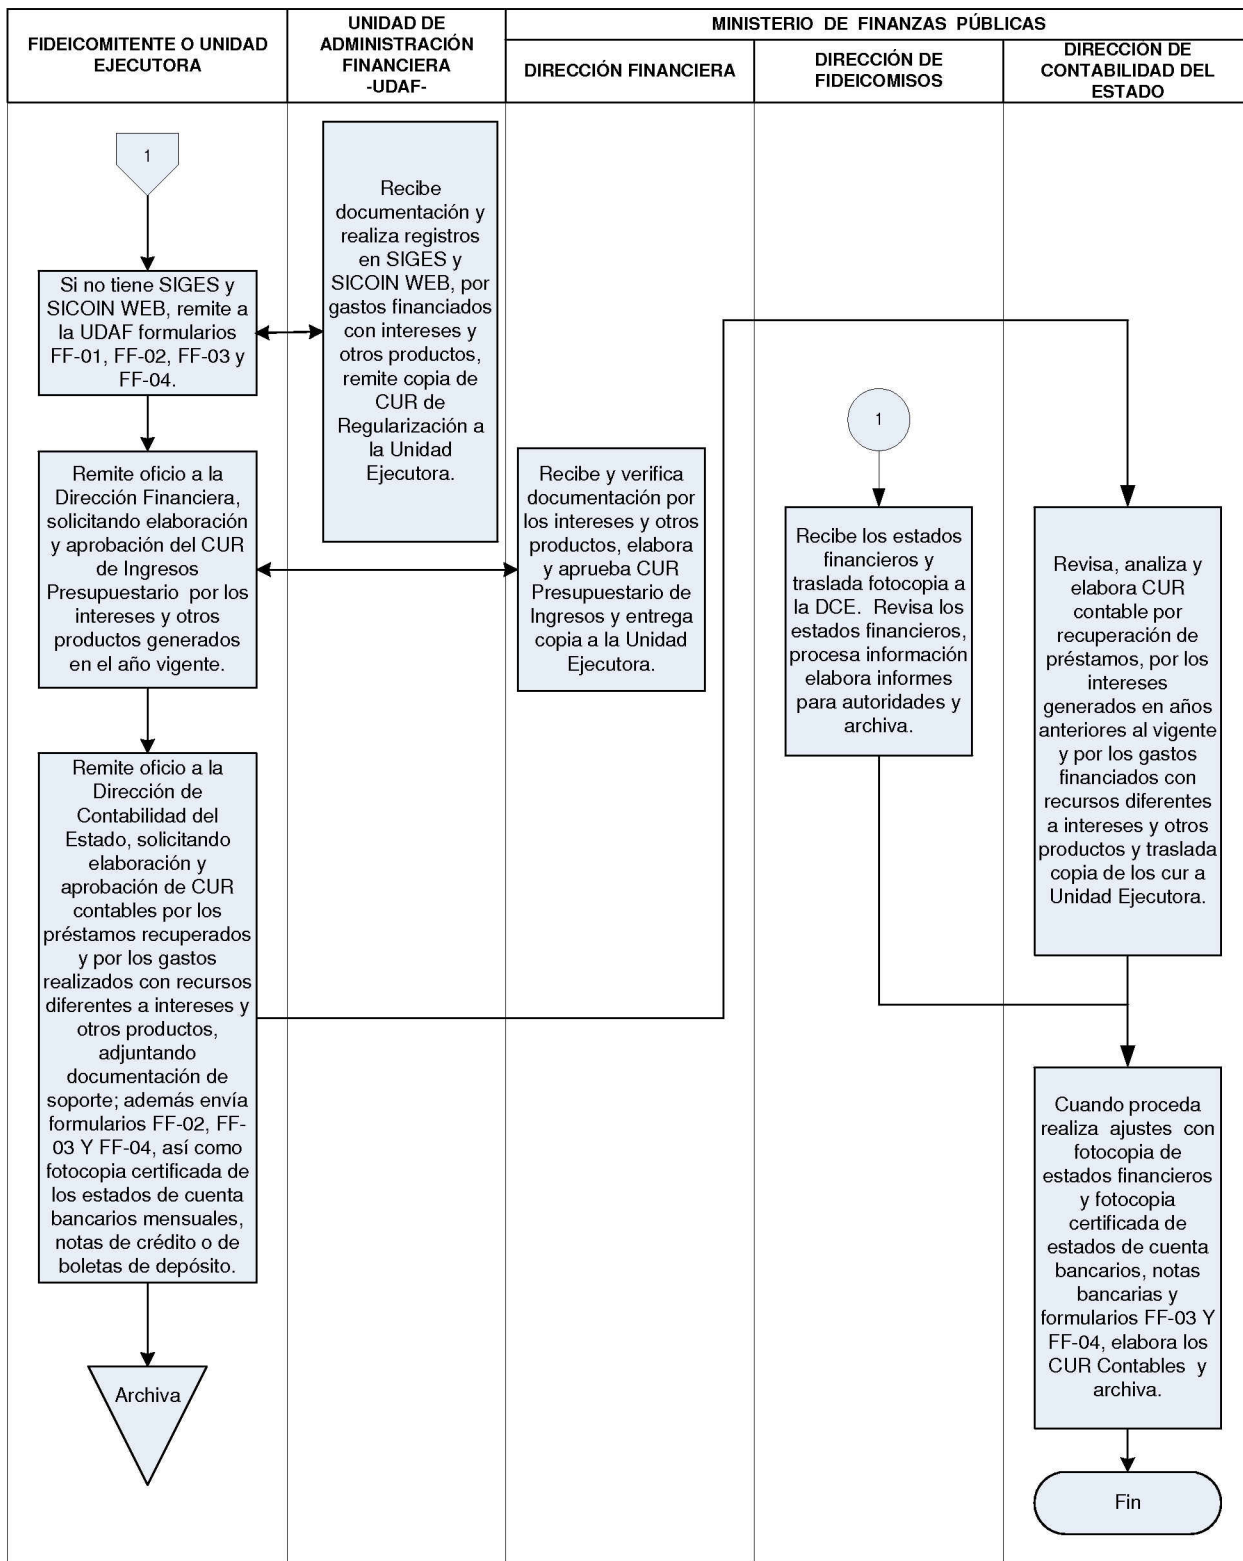 FIDEICOMITENTE O UNIDAD
EJECUTORA
UNIDAD DE
ADMINISTRACIÓN
FINANCIERA
-UDAF-
MINISTERIO DE FINANZAS PÚBLICAS
DIRECCIÓN FINANCIERA
DIRECCIÓN DE
FIDEICOMISOS
DIRECCIÓN DE
CONTABILIDAD DEL
ESTADO
1
Si no tiene SIGES y
SICOIN WEB, remite a
la UDAF formularios
FF-01, FF-02, FF-03 y
FF-04.
Remite oficio a la
Dirección Financiera,
solicitando elaboración
y aprobación del CUR
de Ingresos
Presupuestario por los
intereses y otros
productos generados
en el año vigente.
Remite oficio a la
Dirección de
Contabilidad del
Estado, solicitando
elaboración y
aprobación de CUR
contables por los
préstamos recuperados
y por los gastos
realizados con recursos
diferentes a intereses y
otros productos,
adjuntando
documentación de
soporte; además envía
formularios FF-02, FF-
03 Y FF-04, así como
fotocopia certificada de
los estados de cuenta
bancarios mensuales,
notas de crédito o de
boletas de depósito.
Archiva
Recibe
documentación y
realiza registros
en SIGES y
SICOIN WEB, por
gastos financiados
con intereses y
otros productos,
remite copia de
CUR de
Regularización a
la Unidad
Ejecutora.
Recibe y verifica
documentación por
los intereses y otros
productos, elabora
y aprueba CUR
Presupuestario de
Ingresos y entrega
copia a la Unidad
Ejecutora.
1
Recibe los estados
financieros y
traslada fotocopia a
la DCE. Revisa los
estados financieros,
procesa información
elabora informes
para autoridades y
archiva.
Revisa, analiza y
elabora CUR
contable por
recuperación de
préstamos, por los
intereses
generados en años
anteriores al vigente
y por los gastos
financiados con
recursos diferentes
a intereses y otros
productos y traslada
copia de los cur a
Unidad Ejecutora.
Cuando proceda
realiza ajustes con
fotocopia de
estados financieros
y fotocopia
certificada de
estados de cuenta
bancarios, notas
bancarias y
formularios FF-03 Y
FF-04, elabora los
CUR Contables y
archiva.
Fin